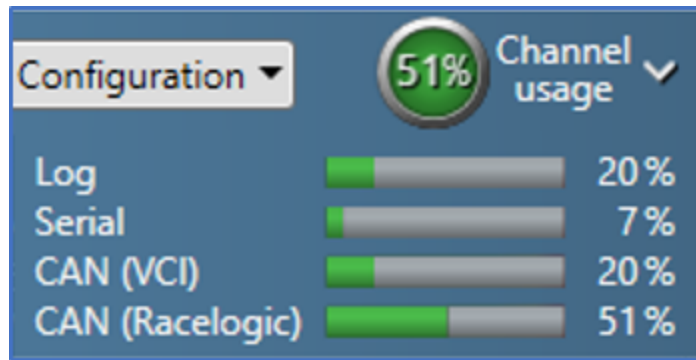 Configuration
51%
Channel
usage
Log 20%
Serial 7%
CAN (VCI) 20%
CAN (Racelogic) 51%